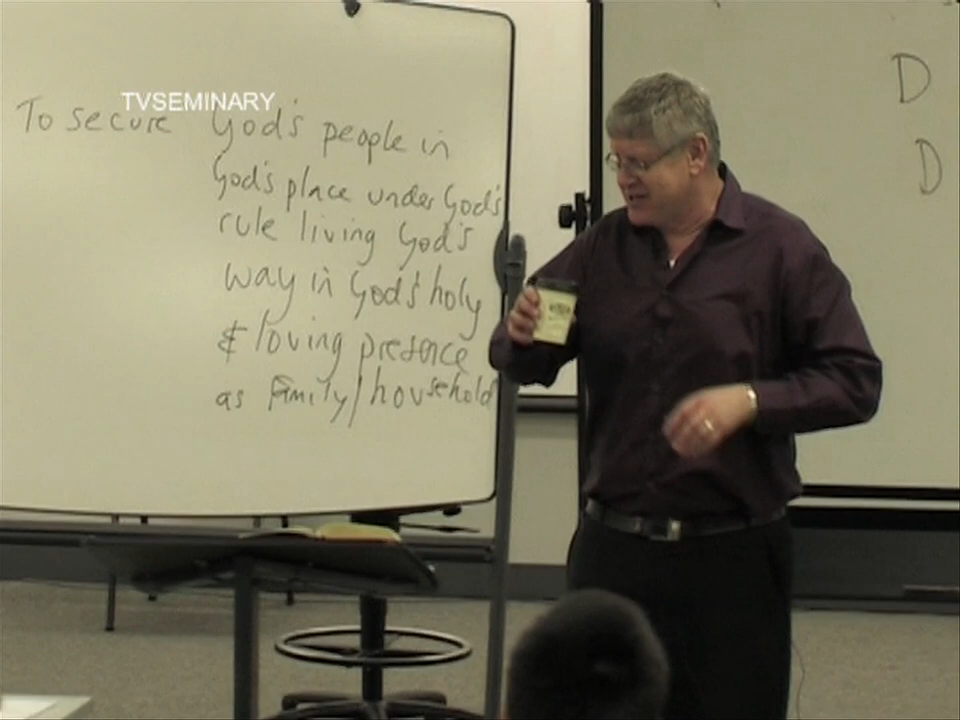 TVSEMINARY
To secure God's people in
God's place under God's
rule living God's
way in God's holy
& loving presence
as Family/household
D
D